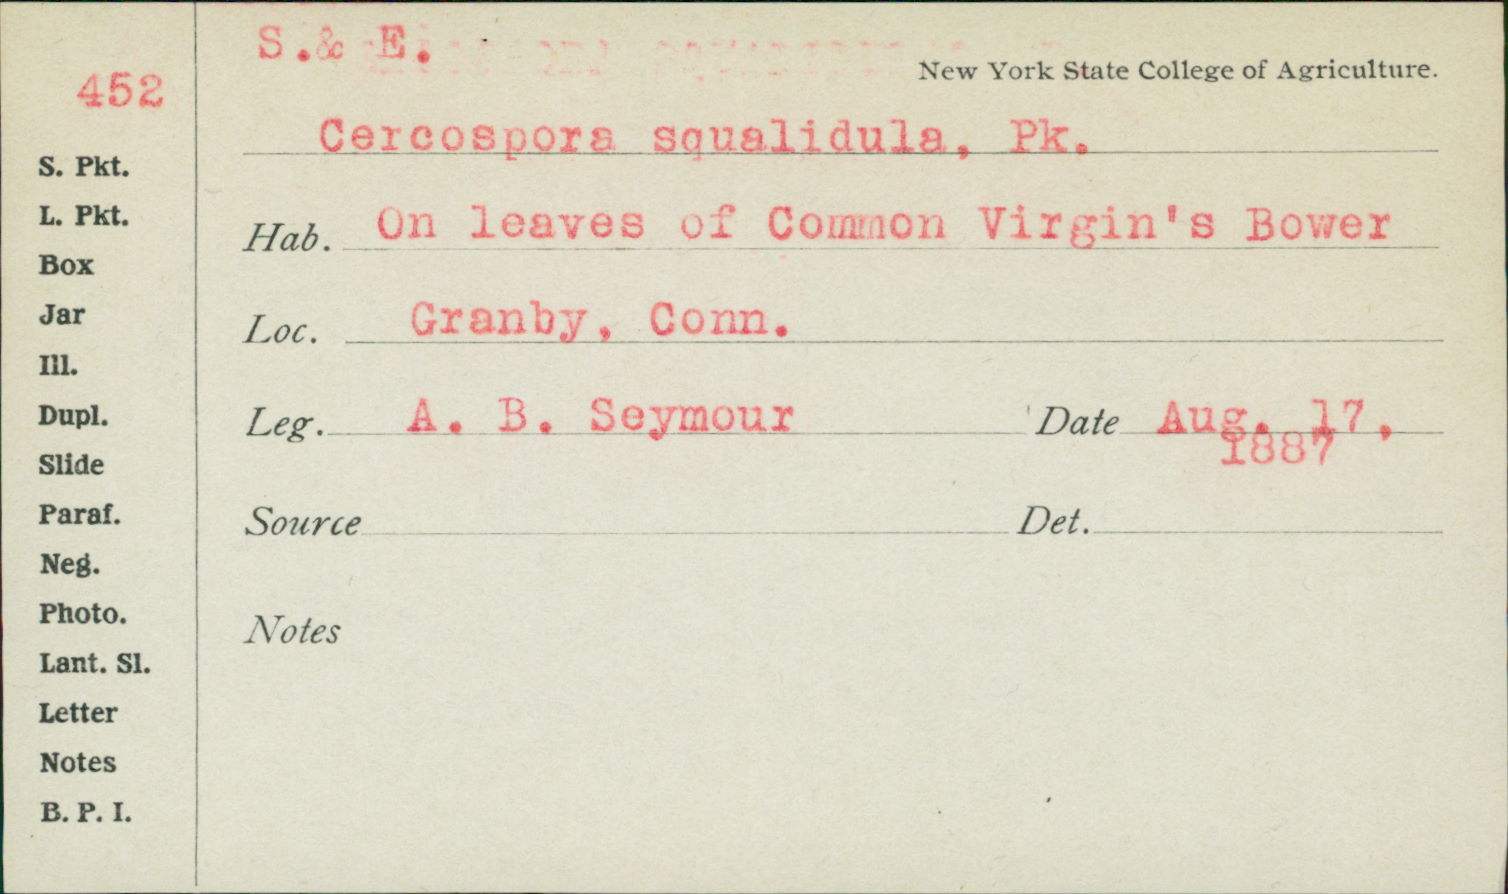 S.& E.
New York State College of Agriculture.
452
Cercospora squalidula, Pk.
S. Pkt.
L. Pkt.
Hab. On leaves of Common Virgin's Bower
Box
Jar
Loc. Granby, Conn.
Ill.
Dupl.
Leg. A. B. Seymour Date Aug. 17,
1887
Slide
Paraf.
Source Det.
Neg.
Photo.
Notes
Lant. Sl.
Letter
Notes
B. P. I.